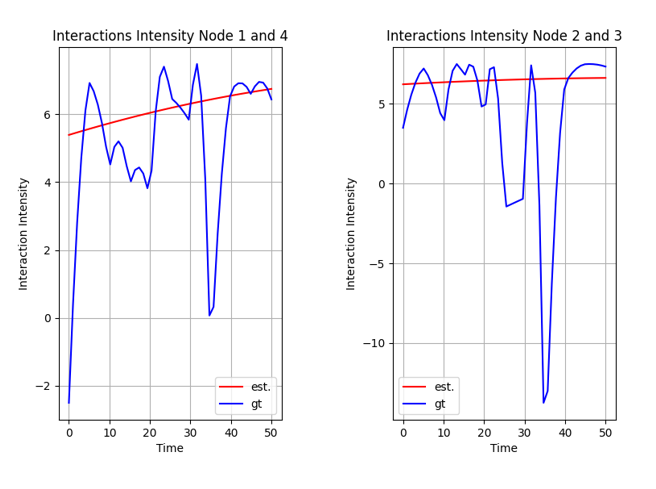 Interactions Intensity Node 1 and 4
Interaction Intensity
6
4
2
0
−2
0 10 20 30 40 50
Time
est.
gt
Interactions Intensity Node 2 and 3
Interaction Intensity
5
0
−5
−10
0 10 20 30 40 50
Time
est.
gt